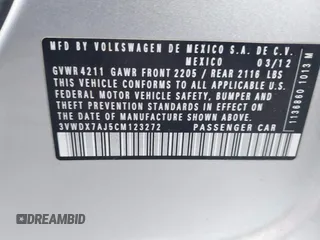 MFD BY VOLKSWAGEN DE MEXICO S.A. DE C.V.
MEXICO 03/12
GVWR 4211 GAWR FRONT 2205 / REAR 2116 LBS
THIS VEHICLE CONFORMS TO ALL APPLICABLE
FEDERAL MOTOR VEHICLE SAFETY, BUMPER AND
THEFT PREVENTION STANDARDS IN EFFECT ON
THE DATE OF MANUFACTURE SHOWN ABOVE.
3VWDX7AJ5CM123272 PASSENGER CAR
1136860 1013 M
DREAMBID